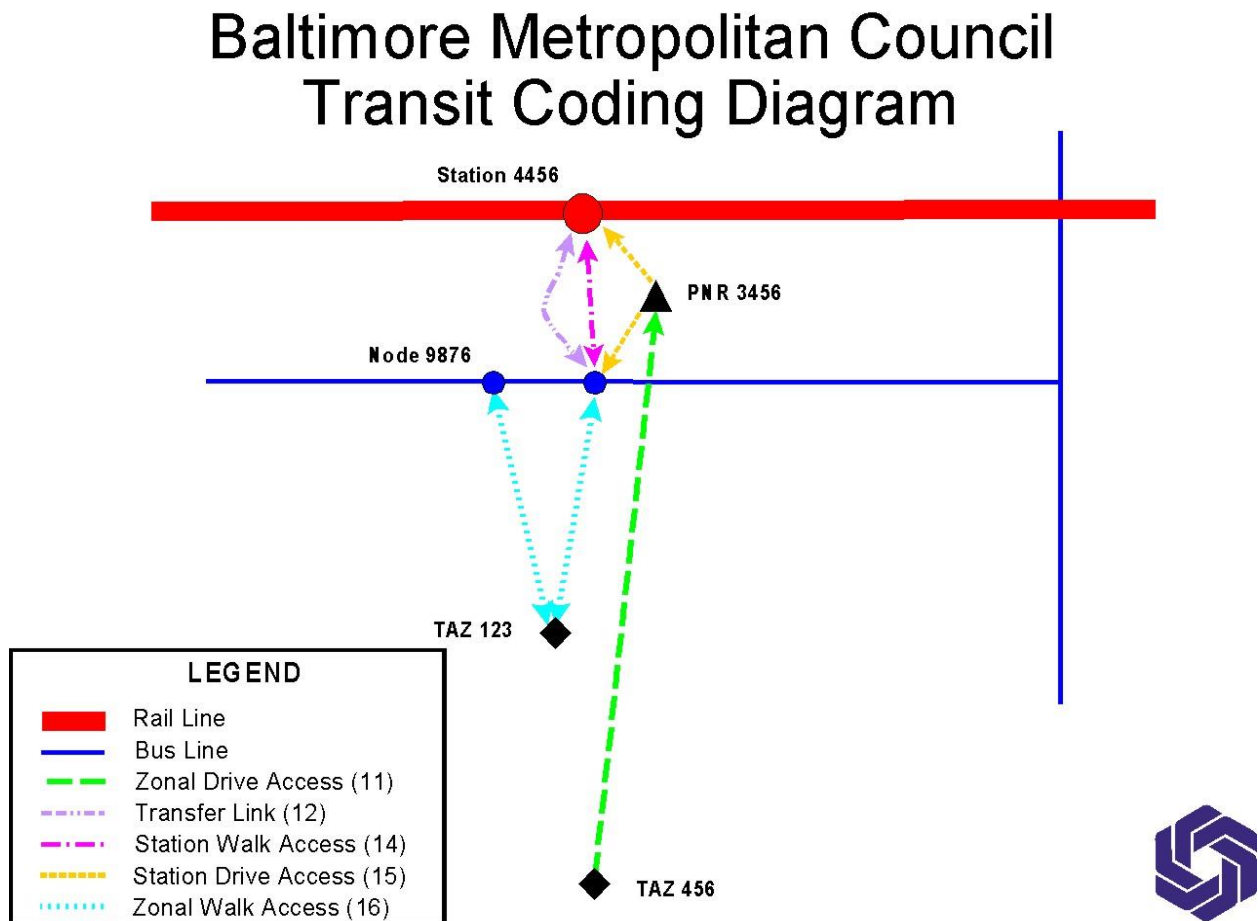 Baltimore Metropolitan Council
Transit Coding Diagram
Station 4456
PNR 3456
Node 9876
TAZ 123
LEGEND
Rail Line
Bus Line
Zonal Drive Access (11)
Transfer Link (12)
Station Walk Access (14)
Station Drive Access (15)
Zonal Walk Access (16)
TAZ 456